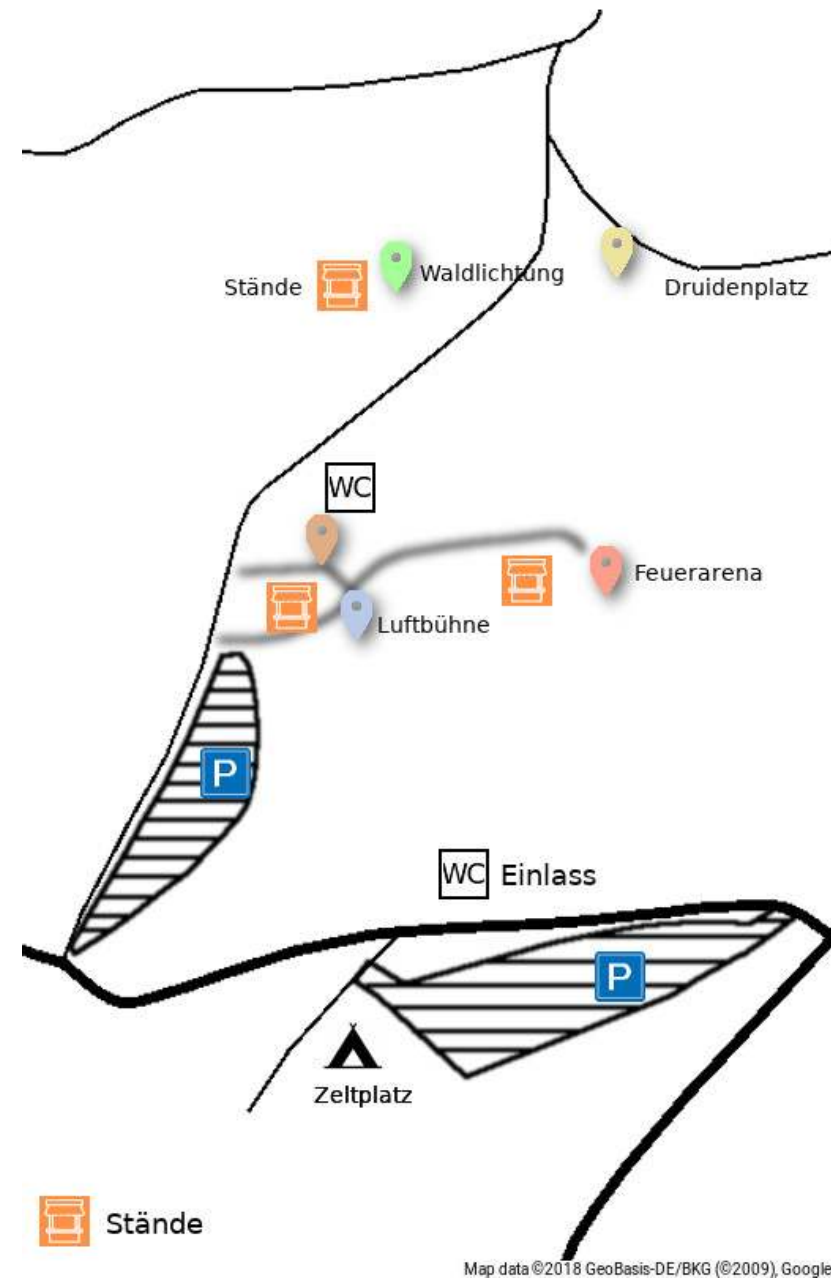 Stände
Waldlichtung
Druidenplatz
WC
Feuerarena
Luftbühne
P
WC Einlass
P
Zeltplatz
Stände
Map data ©2018 GeoBasis-DE/BKG (©2009), Google